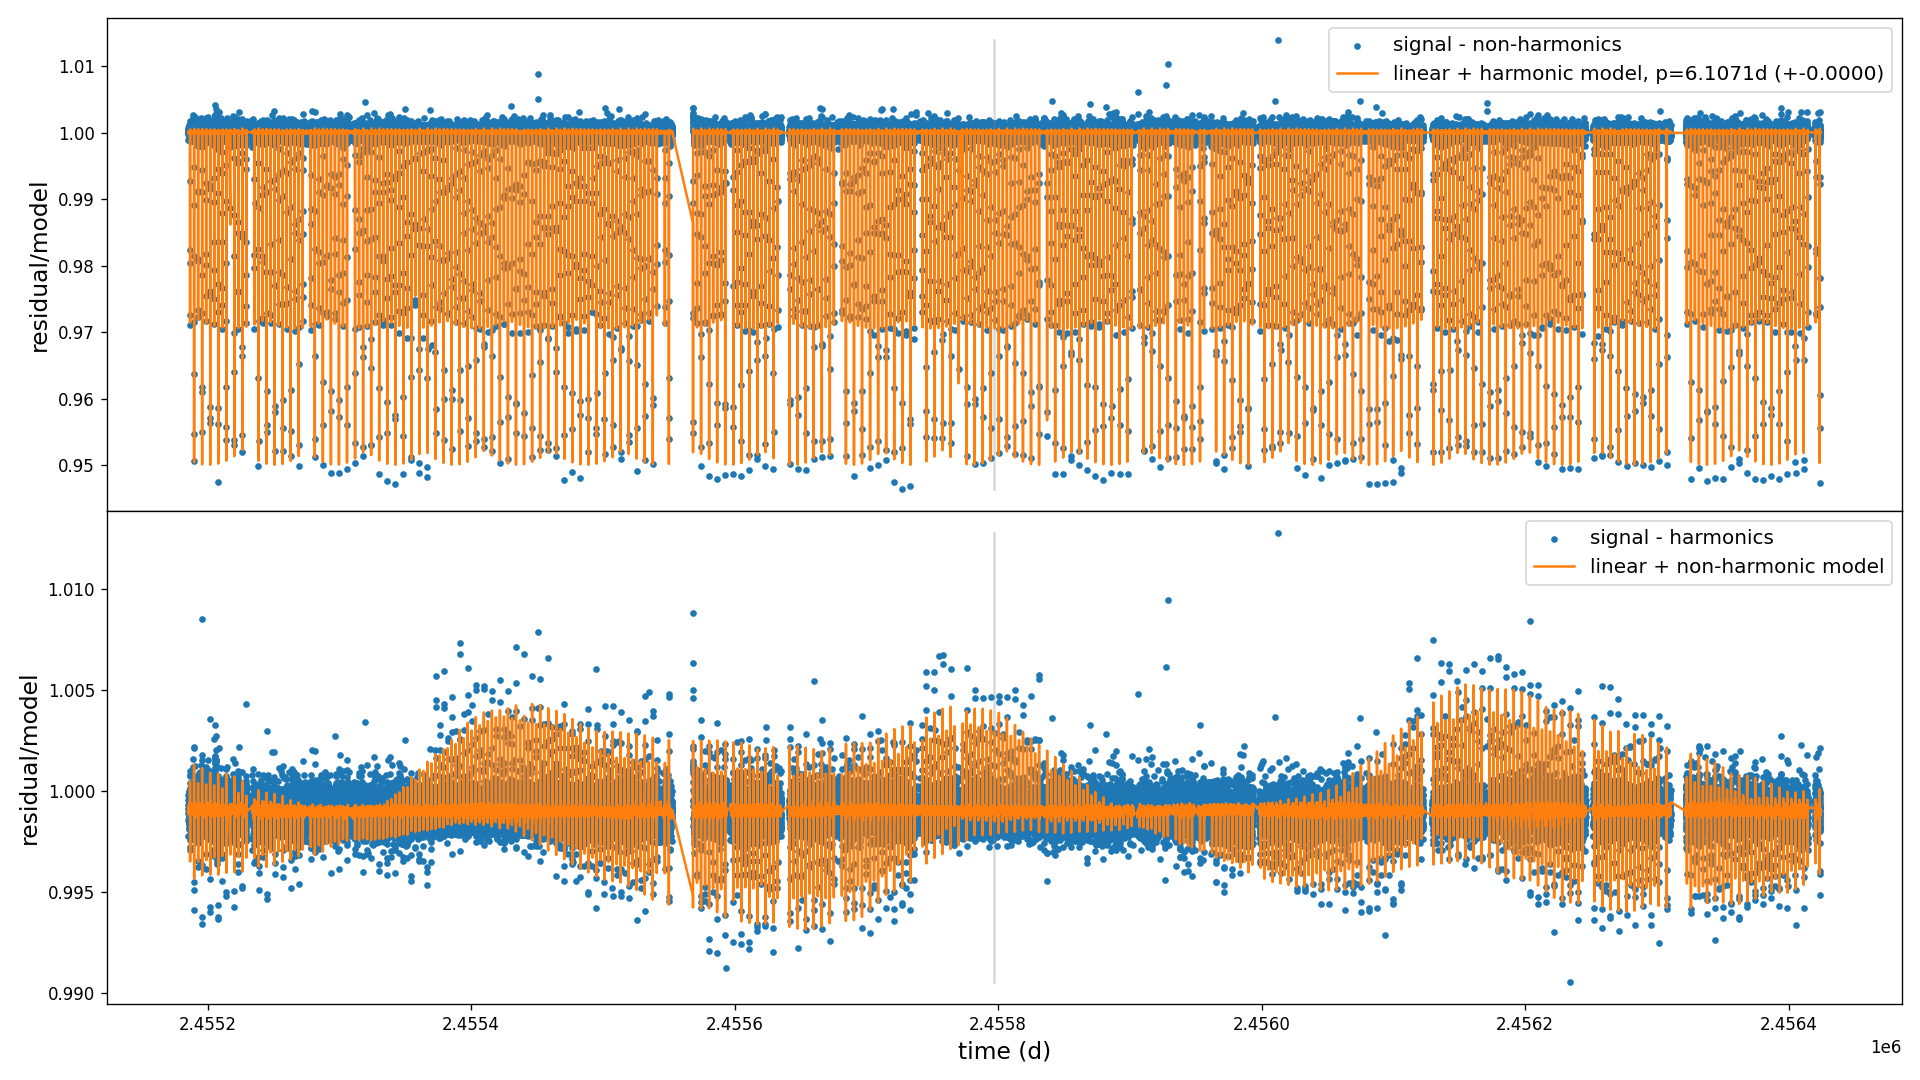 signal - non-harmonics
linear + harmonic model, p=6.1071d (+-0.0000)
1.01
1.00
0.99
0.98
0.97
0.96
0.95
residual/model
signal - harmonics
linear + non-harmonic model
1.010
1.005
1.000
0.995
0.990
residual/model
2.4552 2.4554 2.4556 2.4558 2.4560 2.4562 2.4564
1e6
time (d)